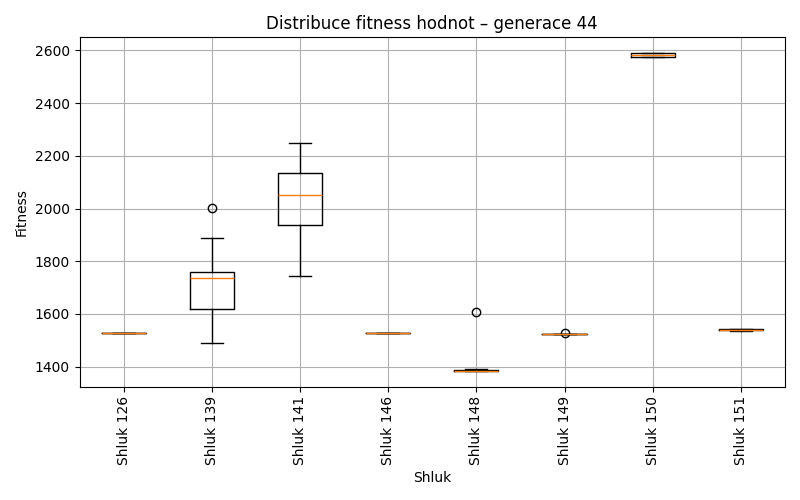 Distribuce fitness hodnot – generace 44
Fitness
2600
2400
2200
2000
1800
1600
1400
Shluk 126
Shluk 139
Shluk 141
Shluk 146
Shluk 148
Shluk 149
Shluk 150
Shluk 151
Shluk